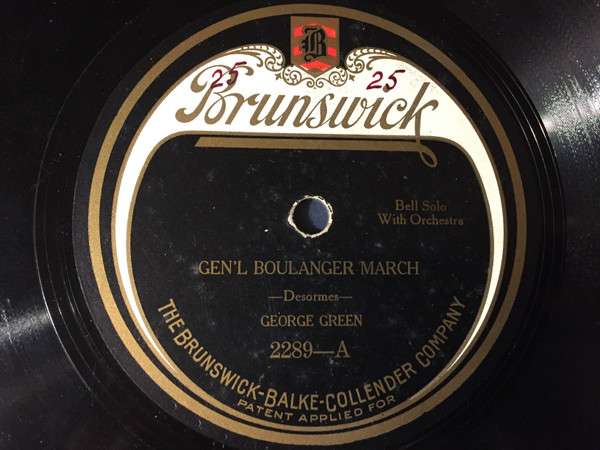 B
25 25
Brunswick
Bell Solo
With Orchestra
GEN'L BOULANGER MARCH
—Desormes—
GEORGE GREEN
2289—A
THE BRUNSWICK-BALKE-COLLENDER COMPANY
PATENT APPLIED FOR